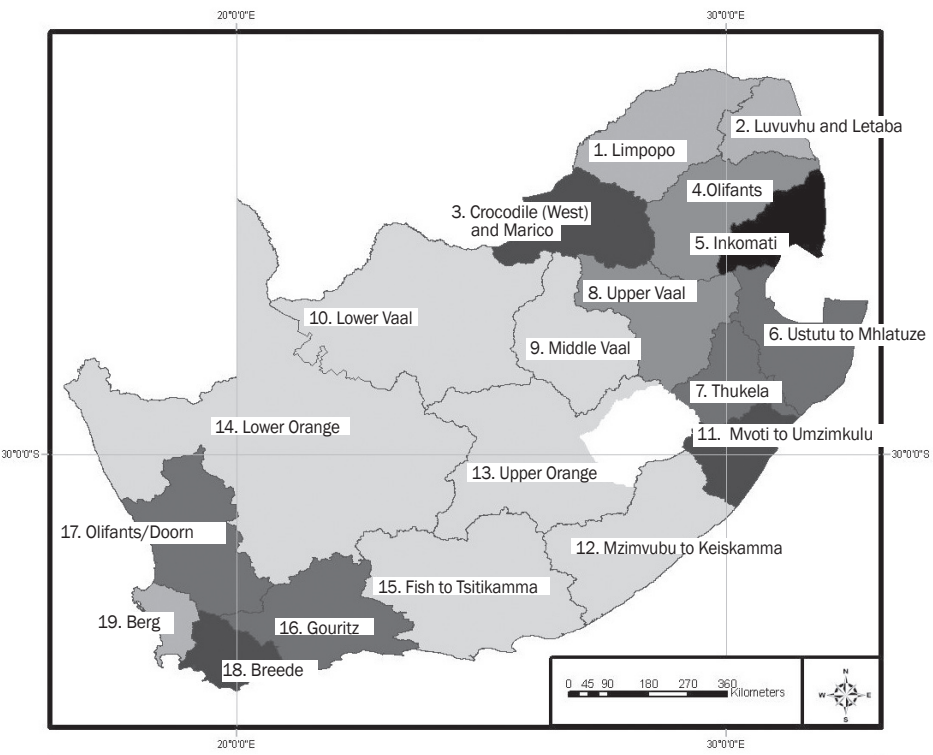 20°0'0"E 30°0'0"E
2. Luvuvhu and Letaba
1. Limpopo
4.Olifants
3. Crocodile (West)
and Marico
5. Inkomati
8. Upper Vaal
10. Lower Vaal
6. Ustutu to Mhlatuze
9. Middle Vaal
7. Thukela
14. Lower Orange
11. Mvoti to Umzimkulu
30°0'0"S 30°0'0"S
13. Upper Orange
17. Olifants/Doorn
12. Mzimvubu to Keiskamma
15. Fish to Tsitikamma
19. Berg
16. Gouritz
18. Breede
0 45 90 180 270 360
Kilometers
N
W E
S
20°0'0"E 30°0'0"E